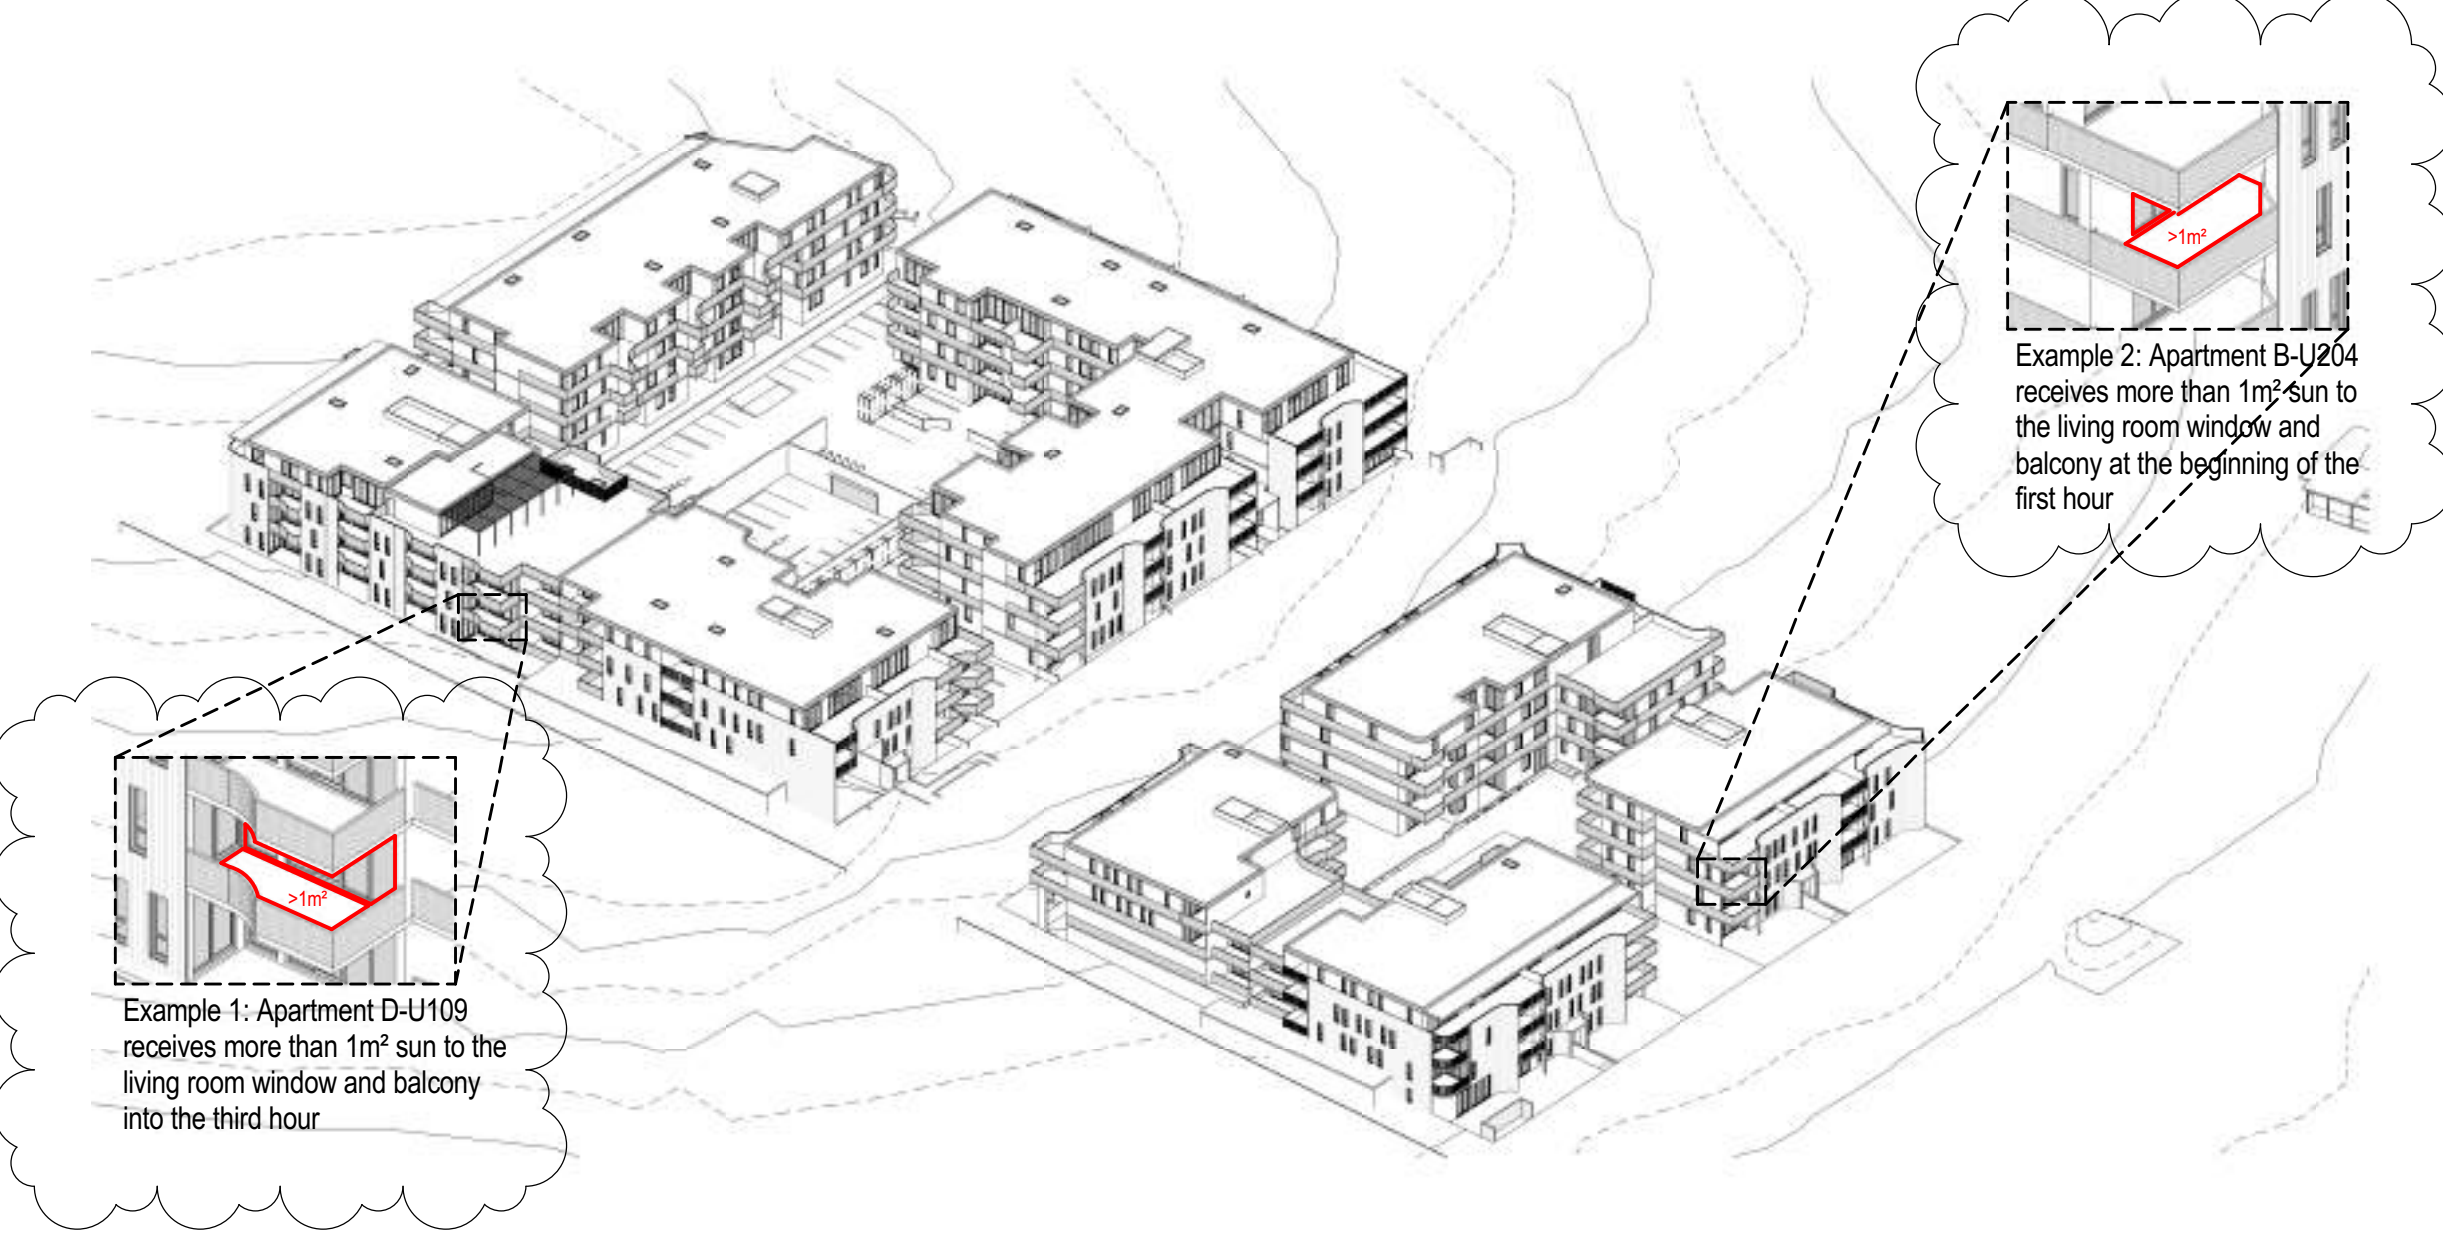 >1m²
Example 2: Apartment B-U204
receives more than 1m² sun to
the living room window and
balcony at the beginning of the
first hour
>1m²
Example 1: Apartment D-U109
receives more than 1m² sun to the
living room window and balcony
into the third hour